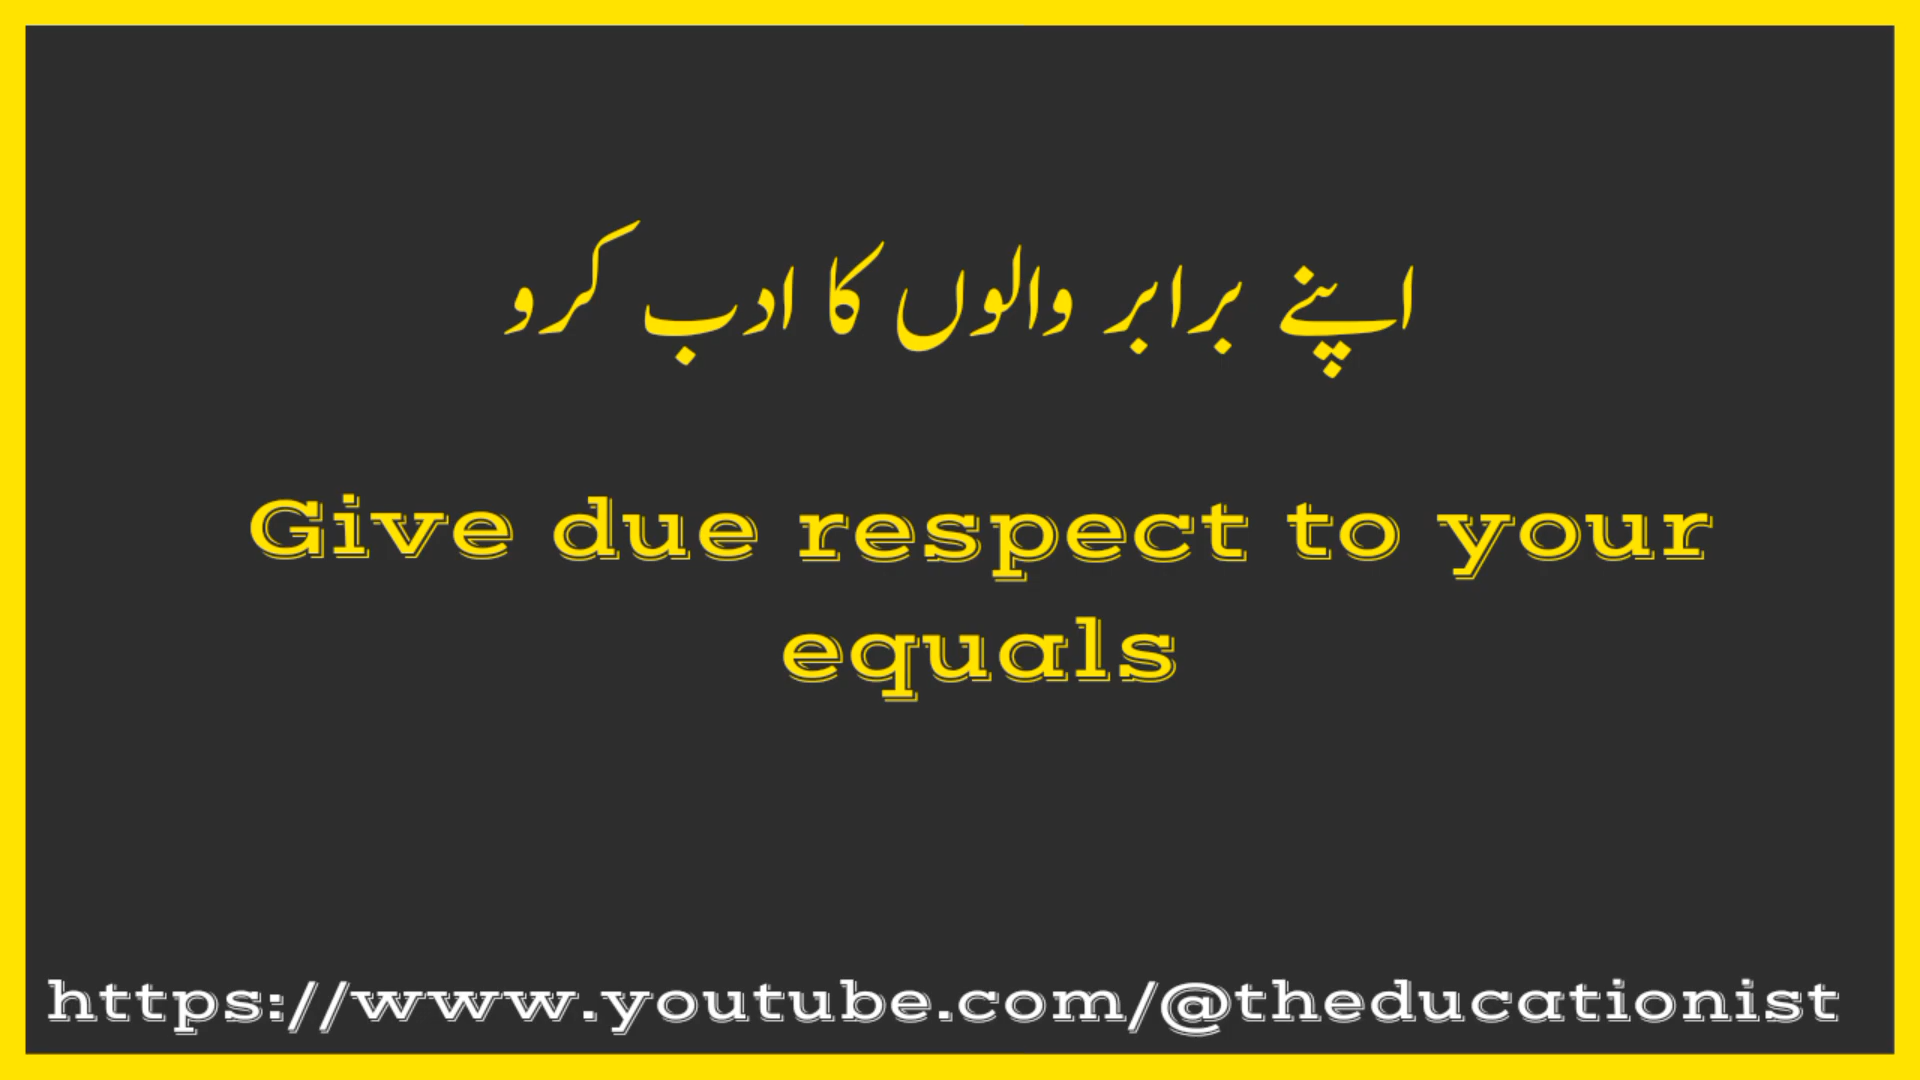 اپنے برابر والوں کا ادب کرو
Give due respect to your
equals
https://www.youtube.com/@theducationist